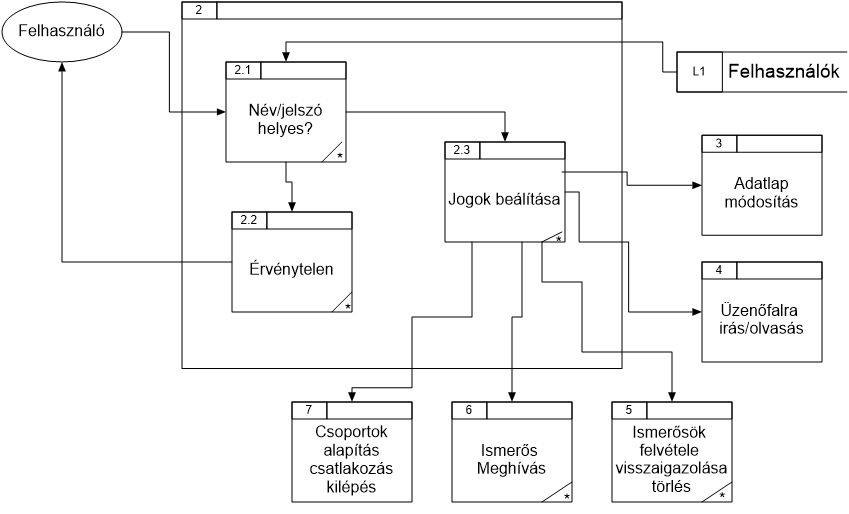 Felhasználó
2
2.1
Név/jelszó
helyes?
*
L1
Felhasználók
2.3
Jogok beálítása
*
3
Adatlap
módosítás
2.2
Érvénytelen
*
4
Üzenőfalra
irás/olvasás
7
Csoportok
alapítás
csatlakozás
kilépés
6
Ismerős
Meghívás
*
5
Ismerősök
felvétele
visszaigazolása
törlés
*